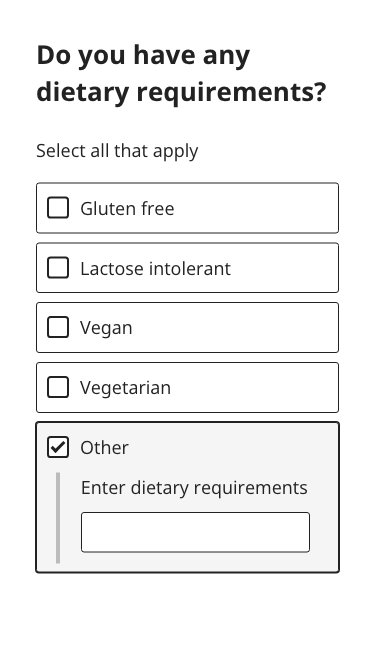 Do you have any
dietary requirements?
Select all that apply
Gluten free
Lactose intolerant
Vegan
Vegetarian
Other
Enter dietary requirements